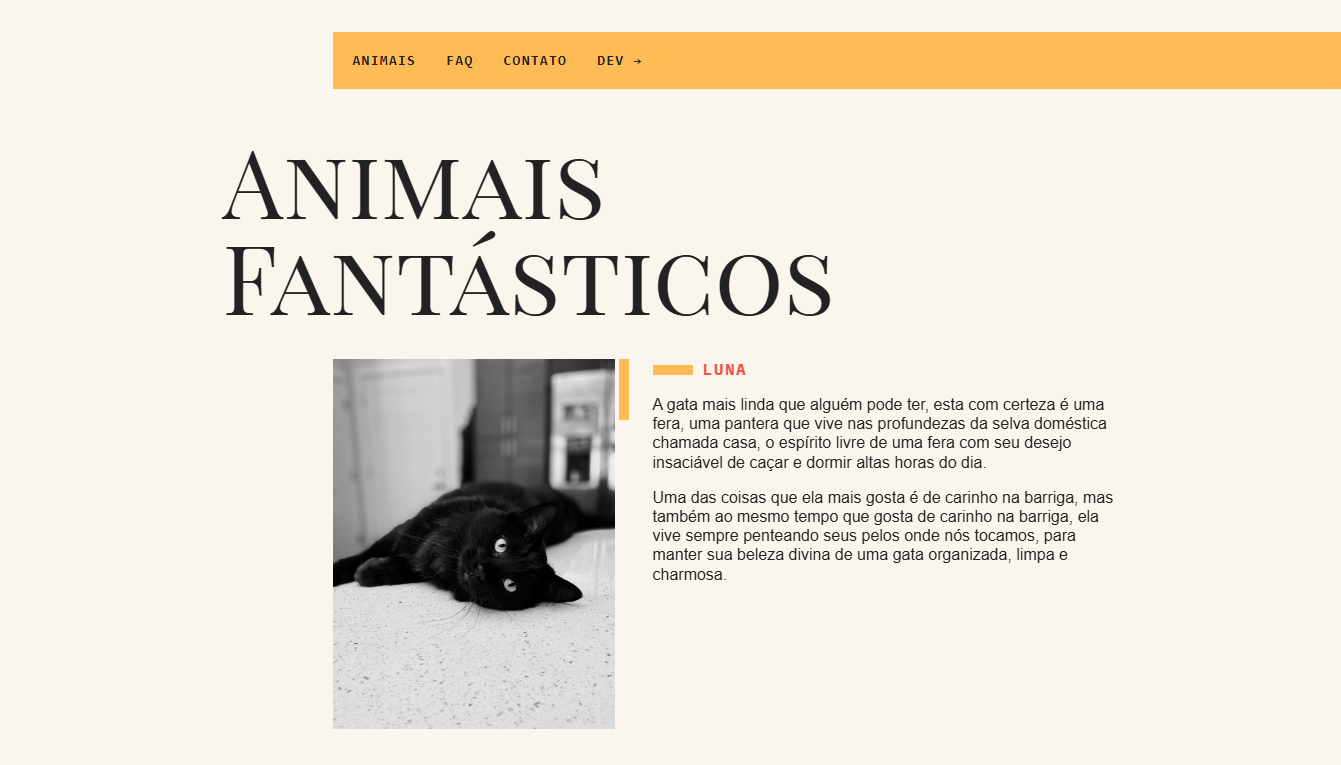 ANIMAIS FAQ CONTATO DEV →
ANIMAIS
FANTÁSTICOS
LUNA
A gata mais linda que alguém pode ter, esta com certeza é uma
fera, uma pantera que vive nas profundezas da selva doméstica
chamada casa, o espírito livre de uma fera com seu desejo
insaciável de caçar e dormir altas horas do dia.
Uma das coisas que ela mais gosta é de carinho na barriga, mas
também ao mesmo tempo que gosta de carinho na barriga, ela
vive sempre penteando seus pelos onde nós tocamos, para
manter sua beleza divina de uma gata organizada, limpa e
charmosa.